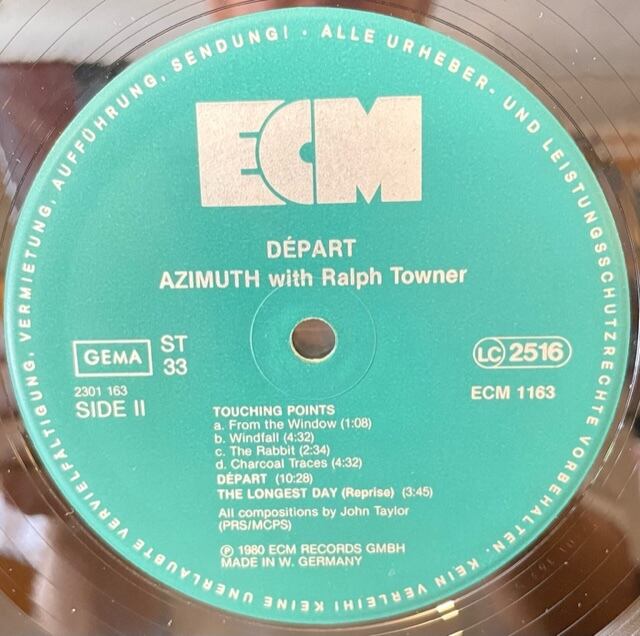 ALLE URHEBER- UND LEISTUNGSSCHUTZRECHTE VORBEHALTEN. KEIN VERLEIH! KEINE UNERLAUBTE VERVIELFÄLTIGUNG, VERMIETUNG, AUFFÜHRUNG, SENDUNG! ·
ECM
DÉPART
AZIMUTH with Ralph Towner
GEMA
ST
33
LC 2516
2301 163
SIDE II
ECM 1163
TOUCHING POINTS
a. From the Window (1:08)
b. Windfall (4:32)
c. The Rabbit (2:34)
d. Charcoal Traces (4:32)
DÉPART (10:28)
THE LONGEST DAY (Reprise) (3:45)
All compositions by John Taylor
(PRS/MCPS)
Ⓟ 1980 ECM RECORDS GMBH
MADE IN W. GERMANY